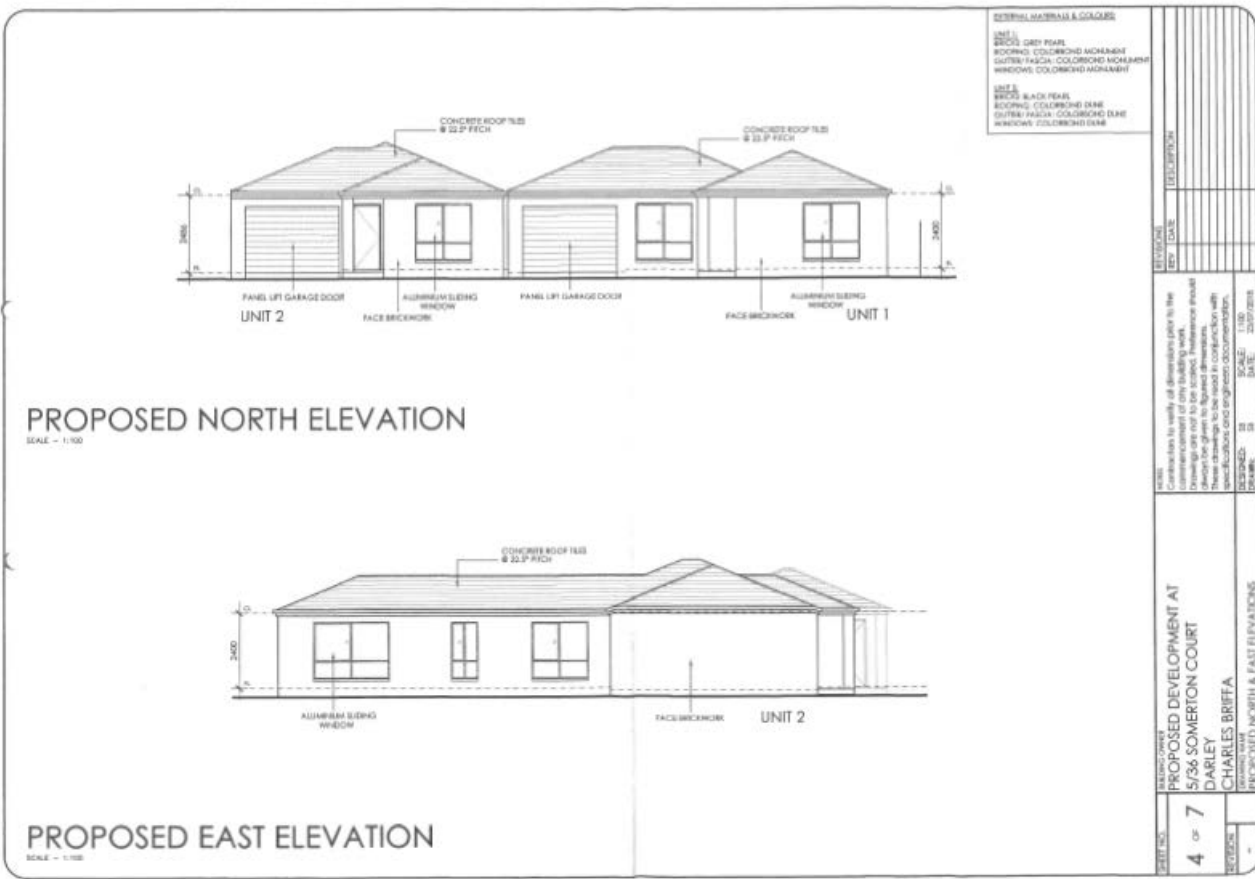 EXTERNAL MATERIALS & COLOURS
UNIT 1:
BRICKS: GREY PEARL
ROOFING: COLORBOND MONUMENT
GUTTER/ FASCIA: COLORBOND MONUMENT
WINDOWS: COLORBOND MONUMENT
UNIT 2:
BRICKS: BLACK PEARL
ROOFING: COLORBOND DUNE
GUTTER/ FASCIA: COLORBOND DUNE
WINDOWS: COLORBOND DUNE
CONCRETE ROOF TILES
@ 22.5° PITCH
CONCRETE ROOF TILES
@ 22.5° PITCH
2400
PANEL LIFT GARAGE DOOR
ALUMINIUM SLIDING
WINDOW
PANEL LIFT GARAGE DOOR
ALUMINIUM SLIDING
WINDOW
UNIT 2
FACE BRICKWORK
FACE BRICKWORK
UNIT 1
PROPOSED NORTH ELEVATION
SCALE - 1:100
CONCRETE ROOF TILES
@ 22.5° PITCH
2400
ALUMINIUM SLIDING
WINDOW
FACE BRICKWORK
UNIT 2
PROPOSED EAST ELEVATION
SCALE - 1:100
REVISIONS
REV
DATE
DESCRIPTION
NOTES
Contractors to verify all dimensions prior to the
commencement of any building work.
Drawings are not to be scaled. Preference should
always be given to figured dimensions.
These drawings to be read in conjunction with
specifications and engineers documentation.
DESIGNED: SB
SCALE: 1:100
DRAWN: SB
DATE:
BUILDING OWNER
PROPOSED DEVELOPMENT AT
5/36 SOMERTON COURT
DARLEY
CHARLES BRIFFA
DRAWING NAME
PROPOSED NORTH & EAST ELEVATIONS
SHEET NO.
4 OF 7
REVISION
-